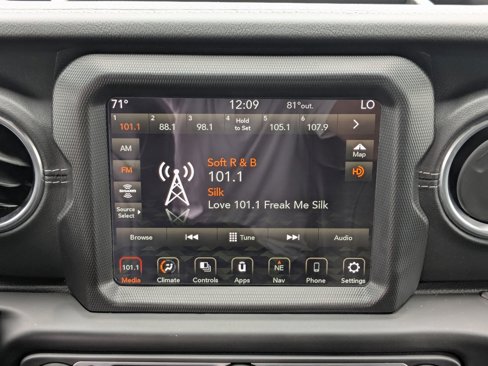 71° 12:09 81°out. LO
1 2 3 4 5 6
101.1 88.1 98.1 Hold to Set 105.1 107.9
AM
Map
FM
HD
Soft R & B
101.1
Silk
Love 101.1 Freak Me Silk
SiriusXM
Source Select
Browse Tune Audio
101.1 NE
Media Climate Controls Apps Nav Phone Settings